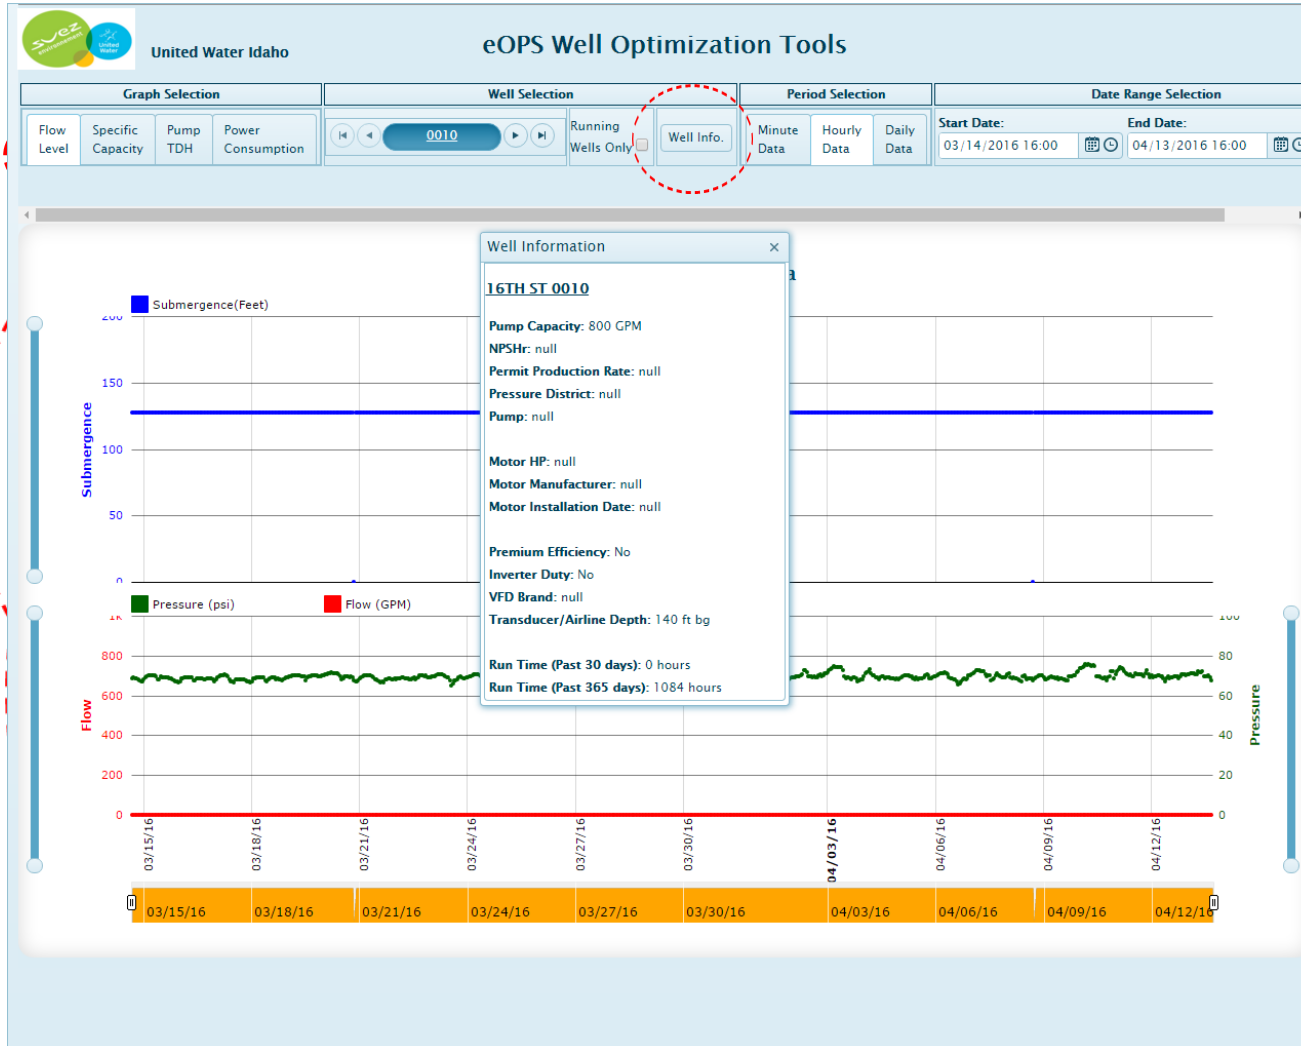 suez
environnement
United
Water
United Water Idaho
eOPS Well Optimization Tools
Graph Selection
Well Selection
Period Selection
Date Range Selection
Flow
Level
Specific
Capacity
Pump
TDH
Power
Consumption
0010
Running
Wells Only
Well Info.
Minute
Data
Hourly
Data
Daily
Data
Start Date:
03/14/2016 16:00
End Date:
04/13/2016 16:00
Well Information
×
a
16TH ST 0010
Pump Capacity: 800 GPM
NPSHr: null
Permit Production Rate: null
Pressure District: null
Pump: null
Motor HP: null
Motor Manufacturer: null
Motor Installation Date: null
Premium Efficiency: No
Inverter Duty: No
VFD Brand: null
Transducer/Airline Depth: 140 ft bg
Run Time (Past 30 days): 0 hours
Run Time (Past 365 days): 1084 hours
Submergence(Feet)
200
150
100
50
0
Submergence
Pressure (psi)
Flow (GPM)
1K
800
600
400
200
0
Flow
100
80
60
40
20
0
Pressure
03/15/16
03/18/16
03/21/16
03/24/16
03/27/16
03/30/16
04/03/16
04/06/16
04/09/16
04/12/16
03/15/16
03/18/16
03/21/16
03/24/16
03/27/16
03/30/16
04/03/16
04/06/16
04/09/16
04/12/16